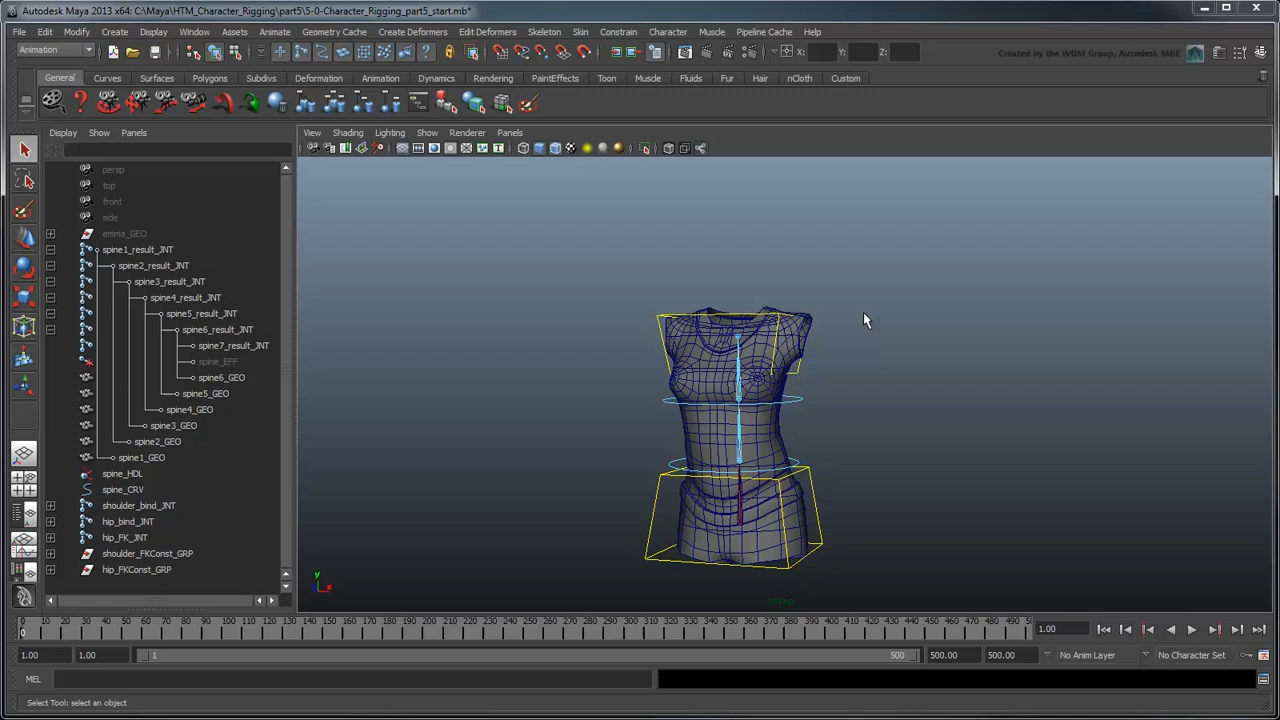 Autodesk Maya 2013 x64: C:\Maya\HTM_Character_Rigging\part5\5-0-Character_Rigging_part5_start.mb*
File Edit Modify Create Display Window Assets Animate Geometry Cache Create Deformers Edit Deformers Skeleton Skin Constrain Character Muscle Pipeline Cache Help
Animation X: Y: Z: Created by the WDM Group, Autodesk MBE
General Curves Surfaces Polygons Subdivs Deformation Animation Dynamics Rendering PaintEffects Toon Muscle Fluids Fur Hair nCloth Custom
Display Show Panels View Shading Lighting Show Renderer Panels
persp
top
front
side
emma_GEO
spine1_result_JNT
spine2_result_JNT
spine3_result_JNT
spine4_result_JNT
spine5_result_JNT
spine6_result_JNT
spine7_result_JNT
spine_EFF
spine6_GEO
spine5_GEO
spine4_GEO
spine3_GEO
spine2_GEO
spine1_GEO
spine_HDL
spine_CRV
shoulder_bind_JNT
hip_bind_JNT
hip_FK_JNT
shoulder_FKConst_GRP
hip_FKConst_GRP
y
x
persp
0 10 20 30 40 50 60 70 80 90 100 110 120 130 140 150 160 170 180 190 200 210 220 230 240 250 260 270 280 290 300 310 320 330 340 350 360 370 380 390 400 410 420 430 440 450 460 470 480 490
0 1.00
1.00 1.00 1 500 500.00 500.00 No Anim Layer No Character Set
MEL
Select Tool: select an object